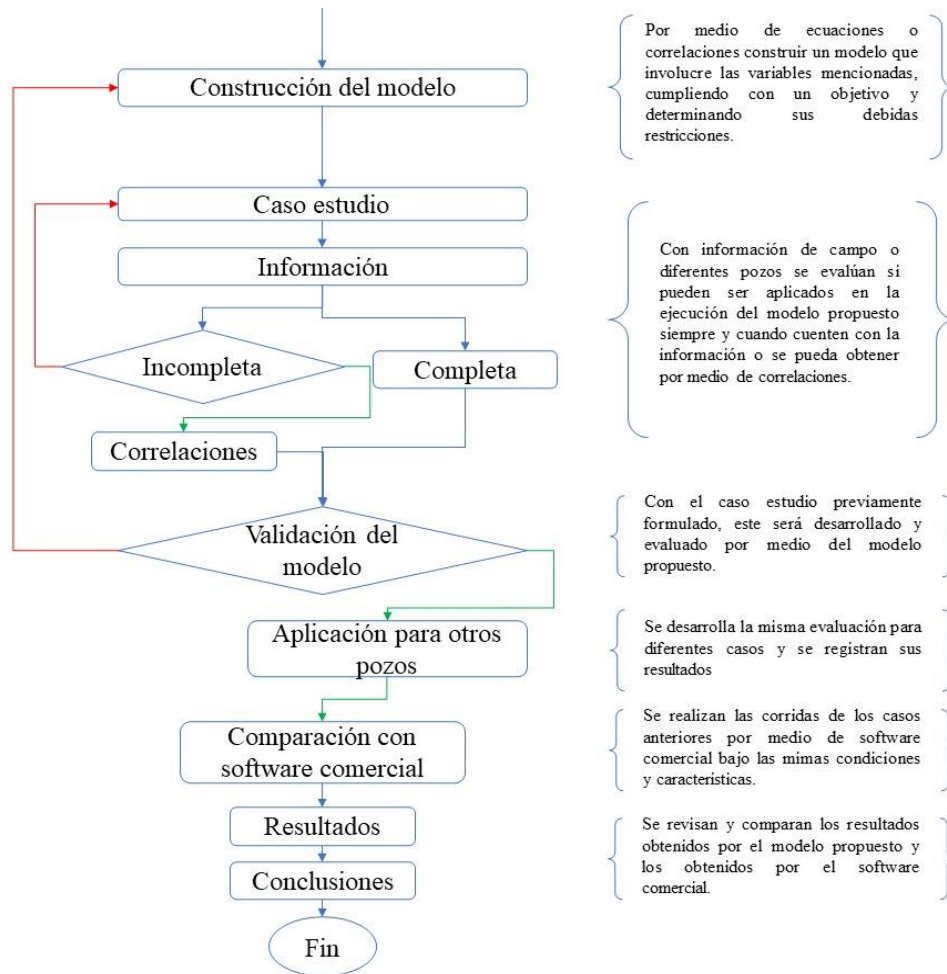 Construcción del modelo
Por medio de ecuaciones o
correlaciones construir un modelo que
involucre las variables mencionadas,
cumpliendo con un objetivo y
determinando sus debidas
restricciones.
Caso estudio
Información
Incompleta
Completa
Correlaciones
Con información de campo o
diferentes pozos se evalúan si
pueden ser aplicados en la
ejecución del modelo propuesto
siempre y cuando cuenten con la
información o se pueda obtener
por medio de correlaciones.
Validación del
modelo
Con el caso estudio previamente
formulado, este será desarrollado y
evaluado por medio del modelo
propuesto.
Aplicación para otros
pozos
Se desarrolla la misma evaluación para
diferentes casos y se registran sus
resultados
Comparación con
software comercial
Se realizan las corridas de los casos
anteriores por medio de software
comercial bajo las mimas condiciones
y características.
Resultados
Conclusiones
Se revisan y comparan los resultados
obtenidos por el modelo propuesto y
los obtenidos por el software
comercial.
Fin